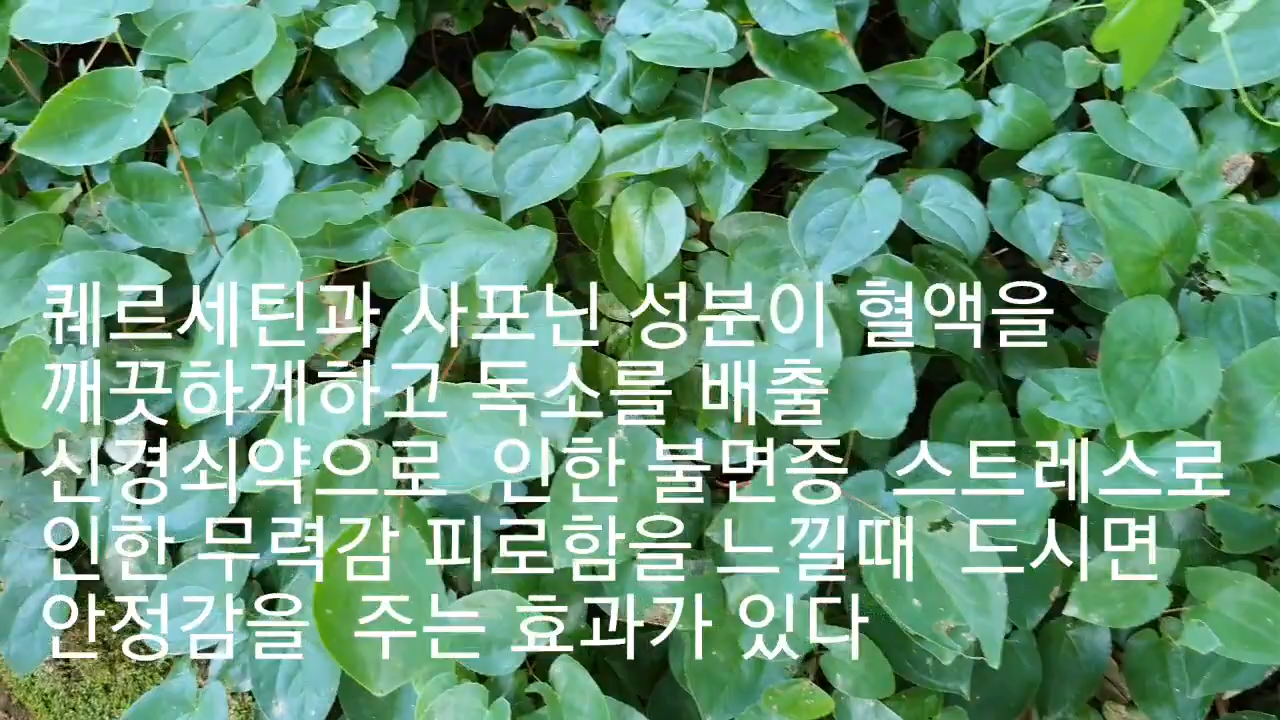 퀘르세틴과 사포닌 성분이 혈액을
깨끗하게하고 독소를 배출
신경쇠약으로 인한 불면증 스트레스로
인한 무력감 피로함을 느낄때 드시면
안정감을 주는 효과가 있다